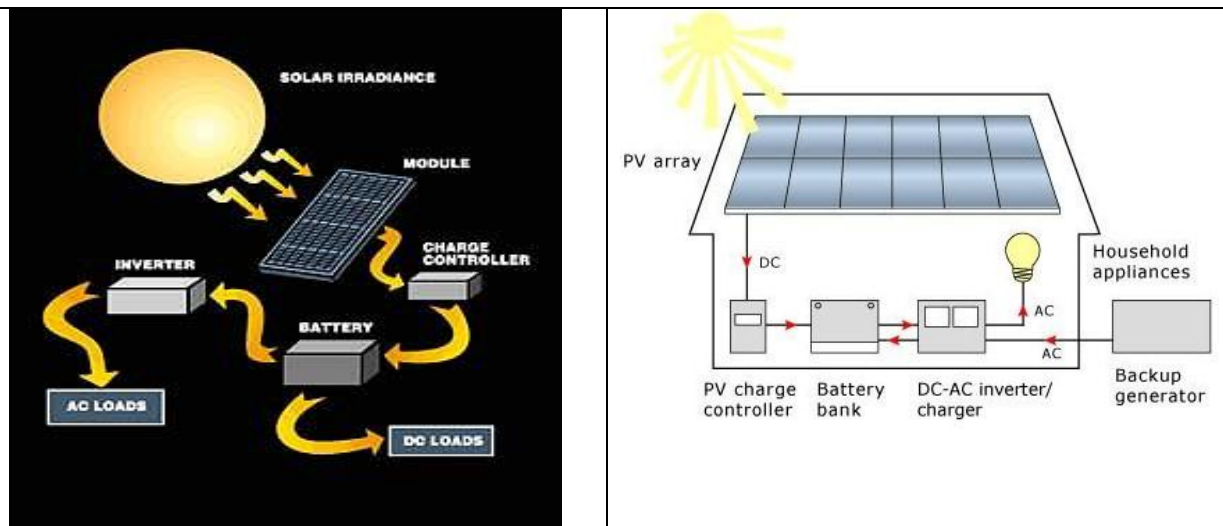 SOLAR IRRADIANCE
MODULE
CHARGE
CONTROLLER
INVERTER
BATTERY
AC LOADS
DC LOADS
PV array
DC
Household
appliances
AC
AC
PV charge
controller
Battery
bank
DC-AC inverter/
charger
Backup
generator